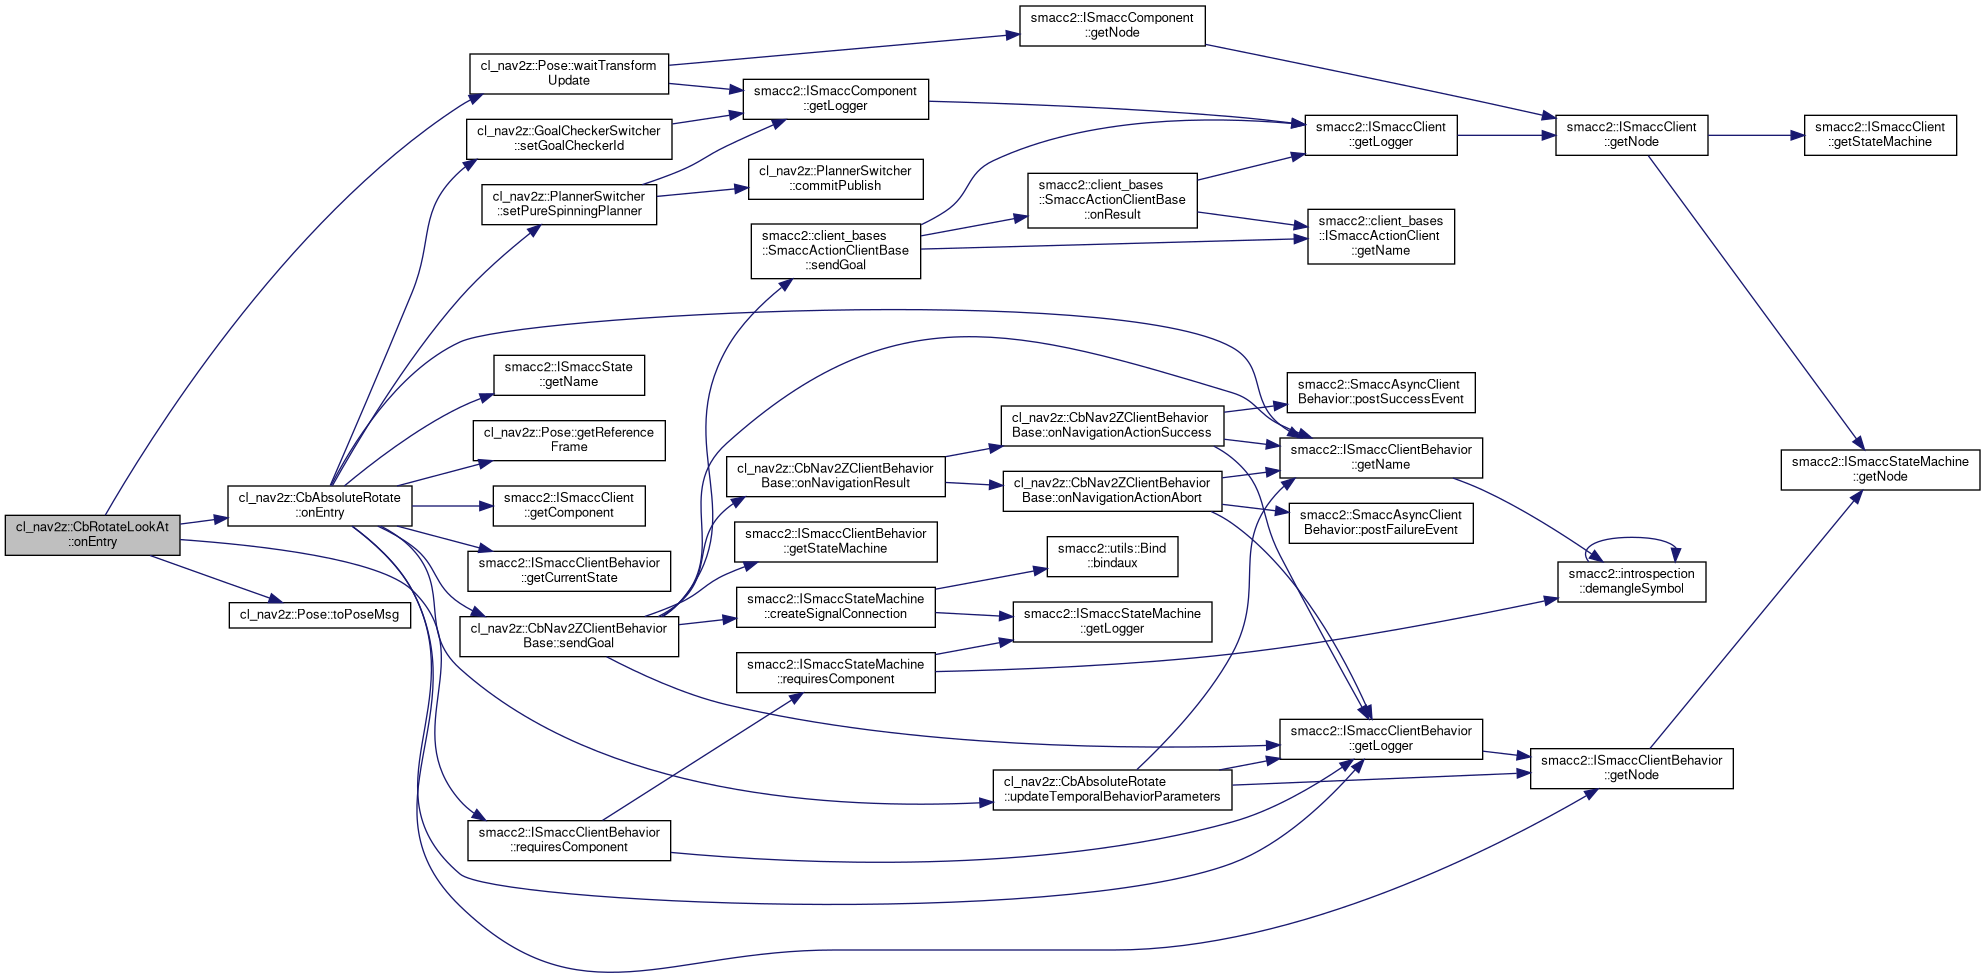 smacc2::ISmaccComponent
::getNode
cl_nav2z::Pose::waitTransform
Update
smacc2::ISmaccComponent
::getLogger
cl_nav2z::GoalCheckerSwitcher
::setGoalCheckerId
smacc2::ISmaccClient
::getLogger
smacc2::ISmaccClient
::getNode
smacc2::ISmaccClient
::getStateMachine
cl_nav2z::PlannerSwitcher
::commitPublish
cl_nav2z::PlannerSwitcher
::setPureSpinningPlanner
smacc2::client_bases
::SmaccActionClientBase
::onResult
smacc2::client_bases
::ISmaccActionClient
::getName
smacc2::client_bases
::SmaccActionClientBase
::sendGoal
smacc2::ISmaccState
::getName
smacc2::SmaccAsyncClient
Behavior::postSuccessEvent
cl_nav2z::Pose::getReference
Frame
cl_nav2z::CbNav2ZClientBehavior
Base::onNavigationActionSuccess
smacc2::ISmaccClientBehavior
::getName
smacc2::ISmaccStateMachine
::getNode
cl_nav2z::CbNav2ZClientBehavior
Base::onNavigationResult
cl_nav2z::CbNav2ZClientBehavior
Base::onNavigationActionAbort
cl_nav2z::CbAbsoluteRotate
::onEntry
smacc2::ISmaccClient
::getComponent
smacc2::SmaccAsyncClient
Behavior::postFailureEvent
cl_nav2z::CbRotateLookAt
::onEntry
smacc2::ISmaccClientBehavior
::getStateMachine
smacc2::utils::Bind
::bindaux
smacc2::ISmaccClientBehavior
::getCurrentState
smacc2::introspection
::demangleSymbol
cl_nav2z::Pose::toPoseMsg
smacc2::ISmaccStateMachine
::createSignalConnection
smacc2::ISmaccStateMachine
::getLogger
cl_nav2z::CbNav2ZClientBehavior
Base::sendGoal
smacc2::ISmaccStateMachine
::requiresComponent
smacc2::ISmaccClientBehavior
::getLogger
smacc2::ISmaccClientBehavior
::getNode
cl_nav2z::CbAbsoluteRotate
::updateTemporalBehaviorParameters
smacc2::ISmaccClientBehavior
::requiresComponent